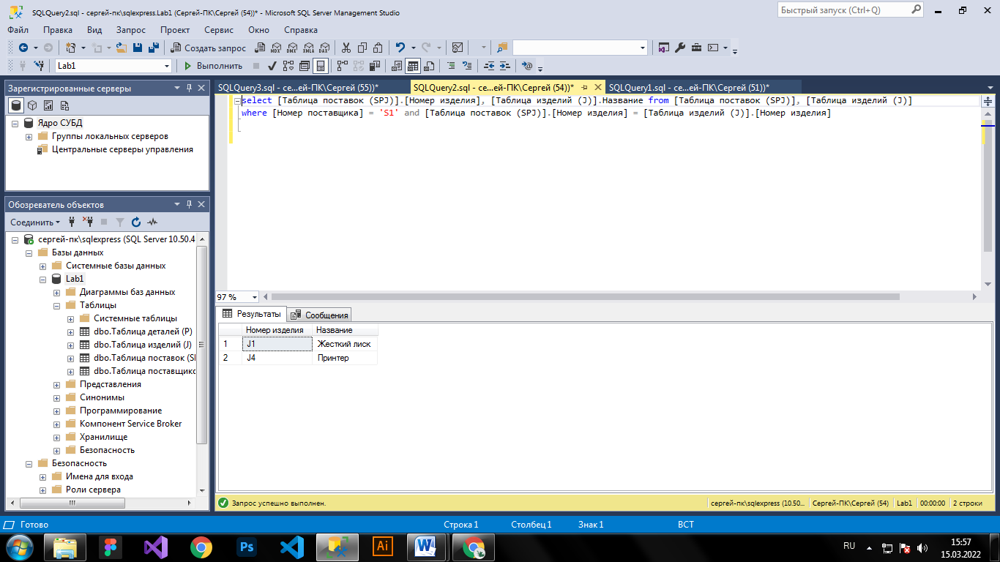 SQLQuery2.sql - сергей-пк\sqlexpress.Lab1 (Сергей-ПК\Сергей (54))* - Microsoft SQL Server Management Studio
Быстрый запуск (Ctrl+Q)
Файл Правка Вид Запрос Проект Сервис Окно Справка
Создать запрос MDX DMX XMLA DAX
Lab1 Выполнить
Зарегистрированные серверы
Ядро СУБД
Группы локальных серверов
Центральные серверы управления
Обозреватель объектов
Соединить
сергей-пк\sqlexpress (SQL Server 10.50.4
Базы данных
Системные базы данных
Lab1
Диаграммы баз данных
Таблицы
Системные таблицы
dbo.Таблица деталей (P)
dbo.Таблица изделий (J)
dbo.Таблица поставок (SI
dbo.Таблица поставщикс
Представления
Синонимы
Программирование
Компонент Service Broker
Хранилище
Безопасность
Безопасность
Имена для входа
Роли сервера
SQLQuery3.sql - се...ей-ПК\Сергей (55))* SQLQuery2.sql - се...ей-ПК\Сергей (54))* SQLQuery1.sql - се...ей-ПК\Сергей (51))*
select [Таблица поставок (SPJ)].[Номер изделия], [Таблица изделий (J)].Название from [Таблица поставок (SPJ)], [Таблица изделий (J)]
where [Номер поставщика] = 'S1' and [Таблица поставок (SPJ)].[Номер изделия] = [Таблица изделий (J)].[Номер изделия]
97 %
Результаты Сообщения
Номер изделия Название
1 J1 Жесткий лиск
2 J4 Принтер
Запрос успешно выполнен. сергей-пк\sqlexpress (10.50... Сергей-ПК\Сергей (54) Lab1 00:00:00 2 строки
Готово Строка 1 Столбец 1 Знак 1 ВСТ
Ps Ai W RU 15:57
15.03.2022